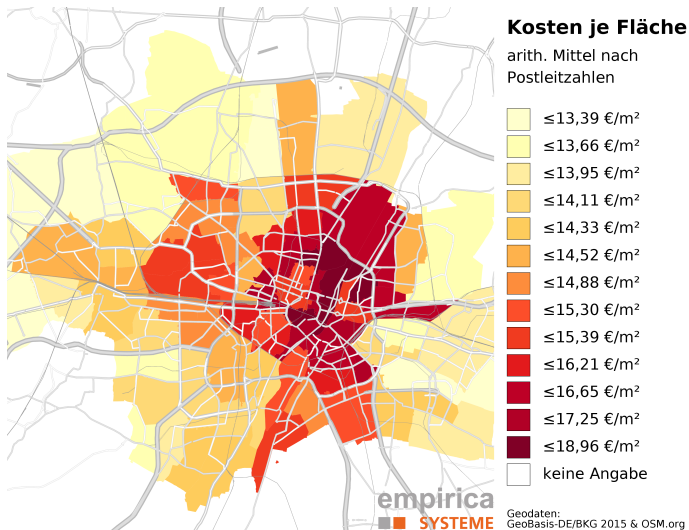 Kosten je Fläche
arith. Mittel nach
Postleitzahlen
≤13,39 €/m²
≤13,66 €/m²
≤13,95 €/m²
≤14,11 €/m²
≤14,33 €/m²
≤14,52 €/m²
≤14,88 €/m²
≤15,30 €/m²
≤15,39 €/m²
≤16,21 €/m²
≤16,65 €/m²
≤17,25 €/m²
≤18,96 €/m²
keine Angabe
empirica
SYSTEME
Geodaten:
GeoBasis-DE/BKG 2015 & OSM.org